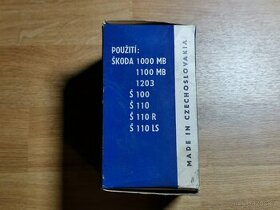 POUŽITÍ:
ŠKODA 1000 MB
1100 MB
1203
Š 100
Š 110
Š 110 R
Š 110 LS
MADE IN CZECHOSLOVAKIA